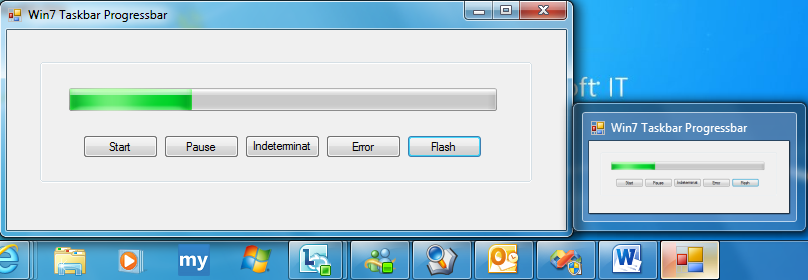 Win7 Taskbar Progressbar
Start Pause Indeterminat Error Flash
oft IT
Win7 Taskbar Progressbar
Start Pause Indeterminat Error Flash
my